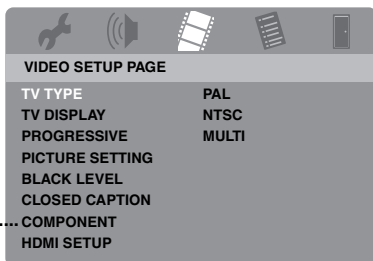 VIDEO SETUP PAGE
TV TYPE PAL
TV DISPLAY NTSC
PROGRESSIVE MULTI
PICTURE SETTING
BLACK LEVEL
CLOSED CAPTION
COMPONENT
HDMI SETUP